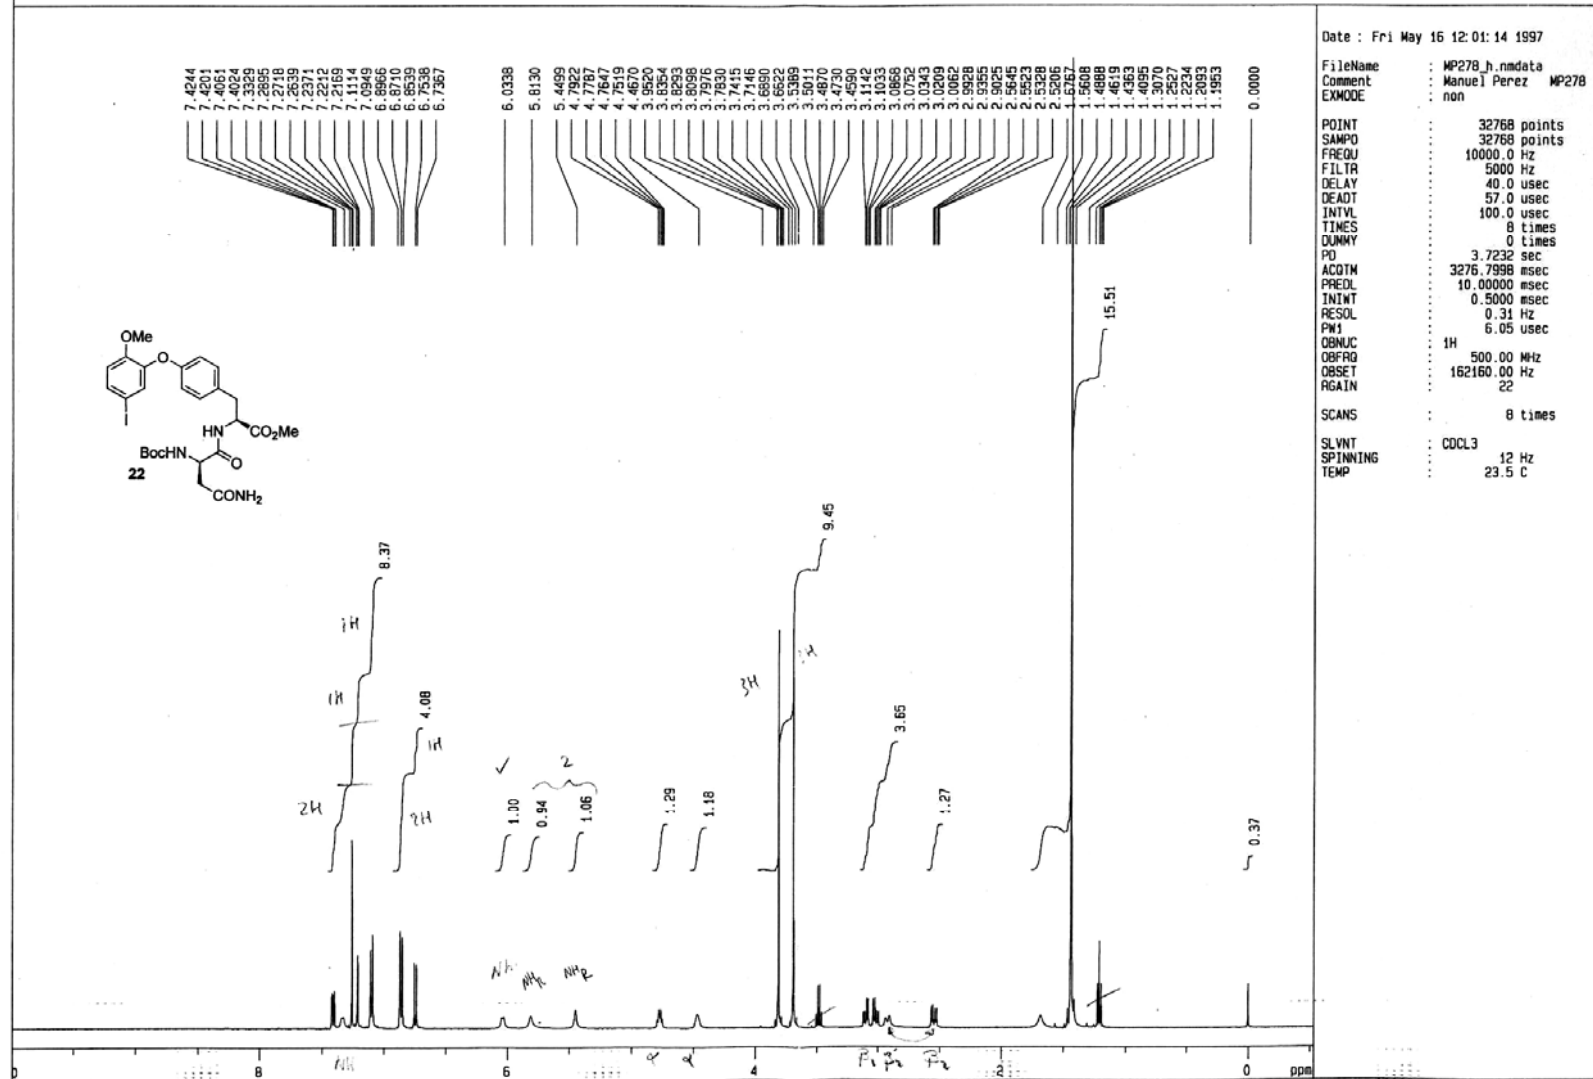 7.4244
7.4201
7.4061
7.4024
7.3329
7.2895
7.2718
7.2639
7.2371
7.2212
7.2169
7.1114
7.0949
6.8966
6.8710
6.8539
6.7538
6.7367
6.0338
5.8130
5.4499
4.7922
4.7787
4.7647
4.7519
4.4670
3.9520
3.8354
3.8293
3.8098
3.7976
3.7830
3.7415
3.7146
3.6890
3.6622
3.5389
3.5011
3.4870
3.4730
3.4590
3.1142
3.1033
3.0868
3.0752
3.0343
3.0209
3.0062
2.9928
2.9355
2.9025
2.5645
2.5523
2.5328
2.5206
1.6767
1.5608
1.4888
1.4619
1.4363
1.4095
1.3070
1.2527
1.2234
1.2093
1.1953
0.0000
Date : Fri May 16 12:01:14 1997
FileName : MP278_h.nmdata
Comment : Manuel Perez MP278
EXMODE : non
POINT : 32768 points
SAMPO : 32768 points
FREQU : 10000.0 Hz
FILTR : 5000 Hz
DELAY : 40.0 usec
DEADT : 57.0 usec
INTVL : 100.0 usec
TIMES : 8 times
DUMMY : 0 times
PD : 3.7232 sec
ACQTM : 3276.7998 msec
PREDL : 10.00000 msec
INIWT : 0.5000 msec
RESOL : 0.31 Hz
PW1 : 6.05 usec
OBNUC : 1H
OBFRQ : 500.00 MHz
OBSET : 162160.00 Hz
RGAIN : 22
SCANS : 8 times
SLVNT : CDCL3
SPINNING : 12 Hz
TEMP : 23.5 C
OMe
O
I
HN
CO2Me
BocHN
O
22
CONH2
15.51
9.45
8.37
1H
3H
4.08
1H
3.65
2H
2H
✓
2
1.00
0.94
1.06
1.29
1.18
1.27
0.37
NHR
NH
8
6
4
2
0
ppm
α
α
β1
β2
β2